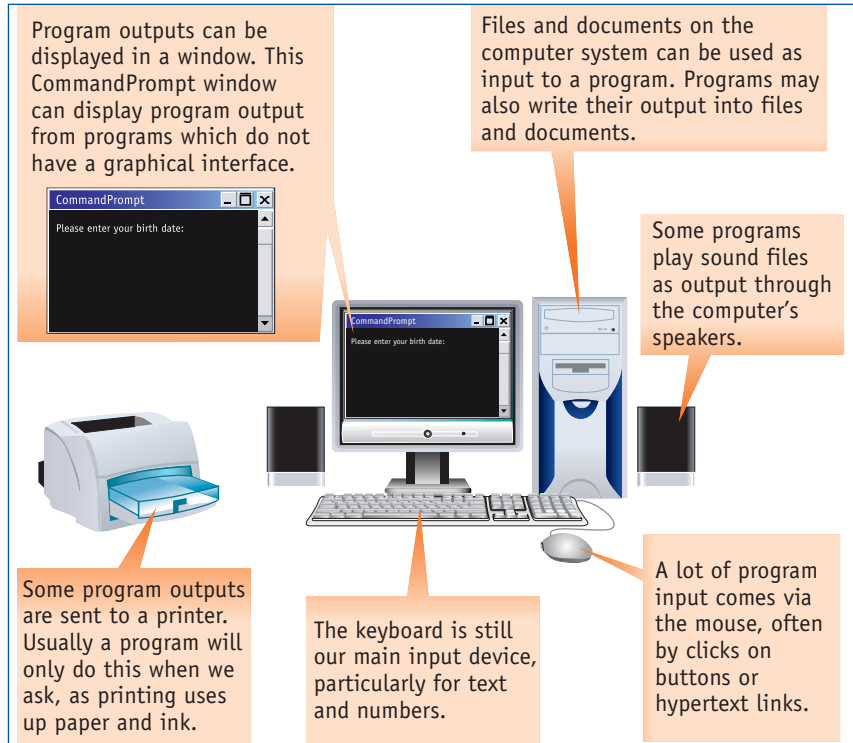 Program outputs can be
displayed in a window. This
CommandPrompt window
can display program output
from programs which do not
have a graphical interface.
CommandPrompt
Please enter your birth date:
Files and documents on the
computer system can be used as
input to a program. Programs may
also write their output into files
and documents.
Some programs
play sound files
as output through
the computer's
speakers.
CommandPrompt
Please enter your birth date:
Some program outputs
are sent to a printer.
Usually a program will
only do this when we
ask, as printing uses
up paper and ink.
The keyboard is still
our main input device,
particularly for text
and numbers.
A lot of program
input comes via
the mouse, often
by clicks on
buttons or
hypertext links.